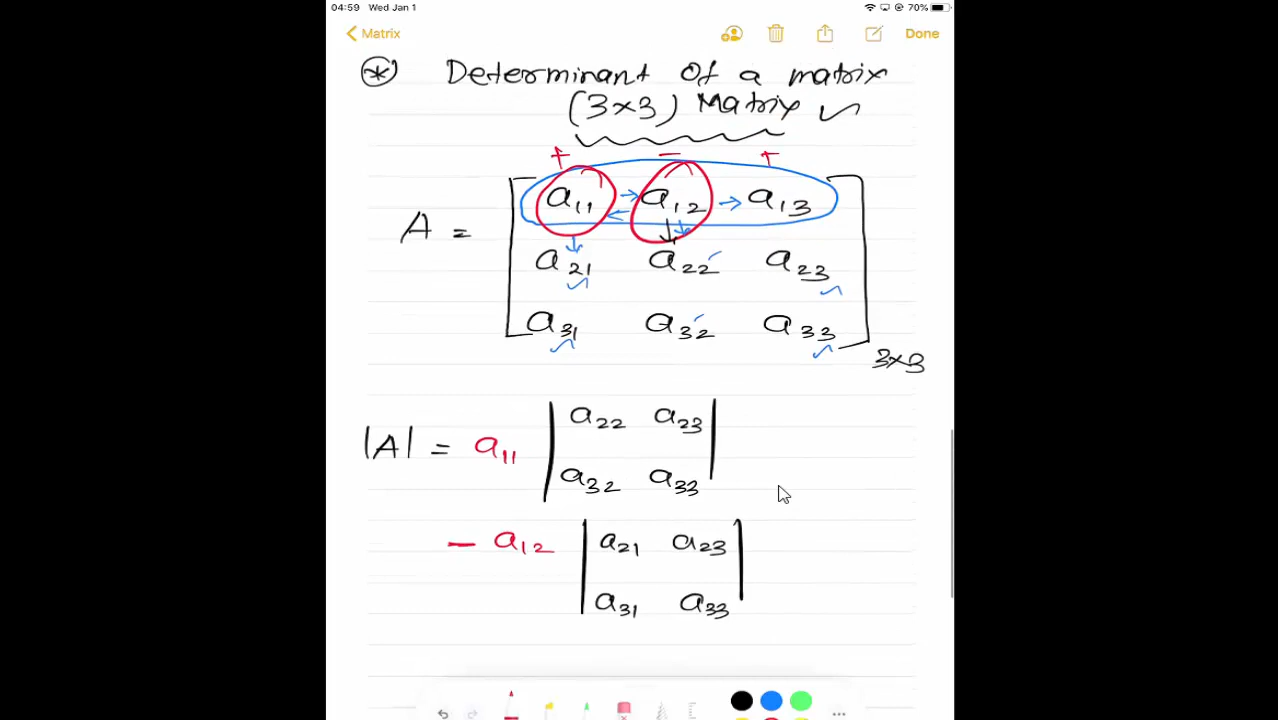 04:59 Wed Jan 1 70%
Matrix Done
* Determinant Of a matrix
(3×3) Matrix
+ − +
a11 a12 a13
A = a21 a22 a23
a31 a32 a33
3×3
|A| = a11 | a22 a23 |
| a32 a33 |
− a12 | a21 a23 |
| a31 a33 |